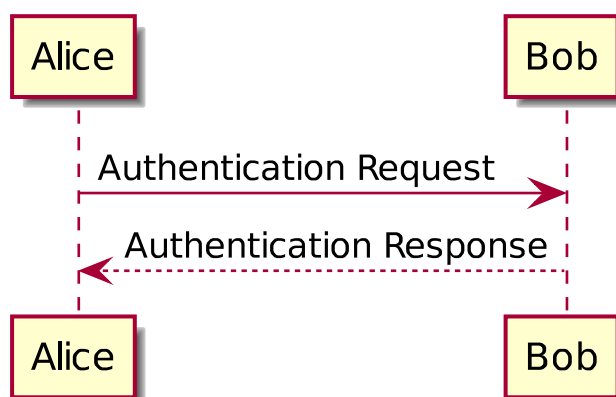 Alice
Bob
Authentication Request
Authentication Response
Alice
Bob